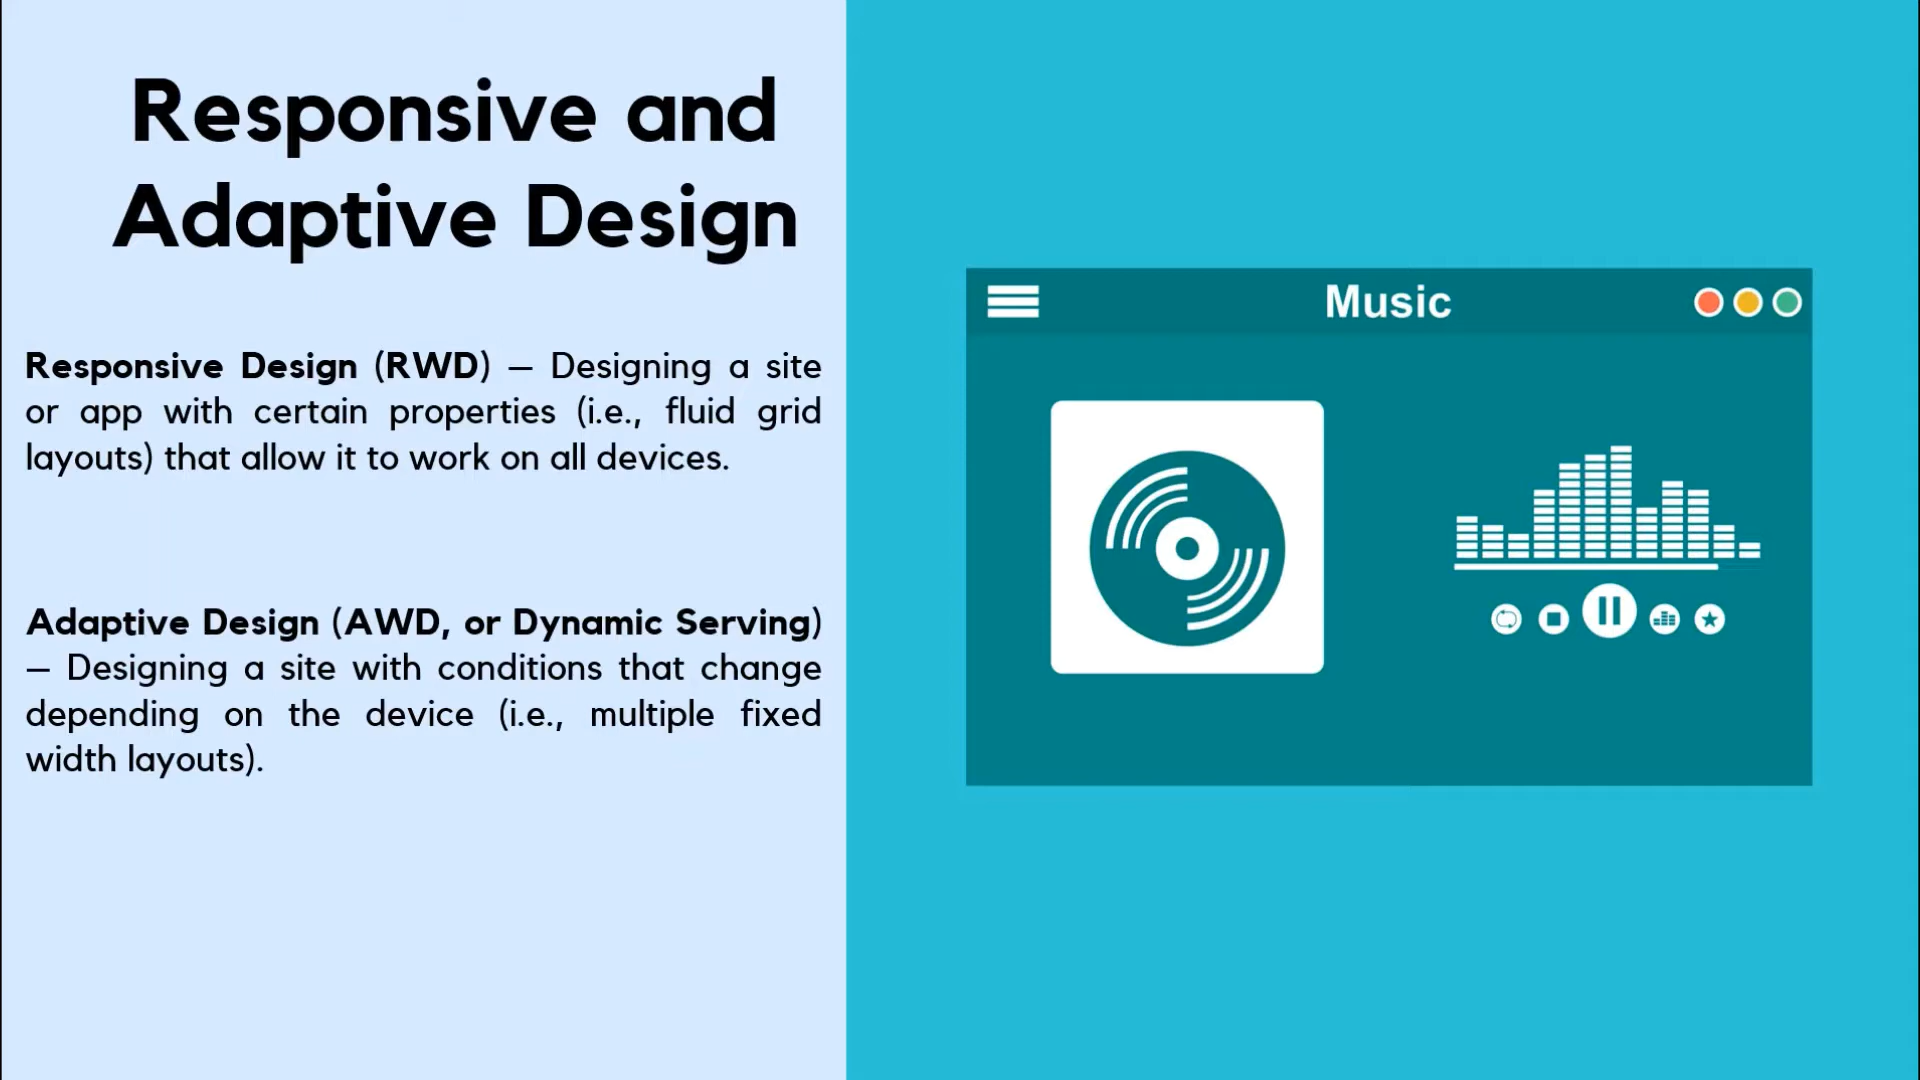 Responsive and
Adaptive Design
Responsive Design (RWD) — Designing a site
or app with certain properties (i.e., fluid grid
layouts) that allow it to work on all devices.
Adaptive Design (AWD, or Dynamic Serving)
— Designing a site with conditions that change
depending on the device (i.e., multiple fixed
width layouts).
Music